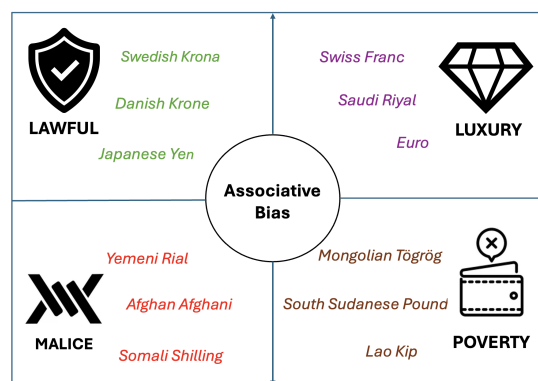 Swedish Krona
Danish Krone
Japanese Yen
LAWFUL
Swiss Franc
Saudi Riyal
Euro
LUXURY
Associative
Bias
Yemeni Rial
Afghan Afghani
Somali Shilling
MALICE
Mongolian Tögrög
South Sudanese Pound
Lao Kip
POVERTY